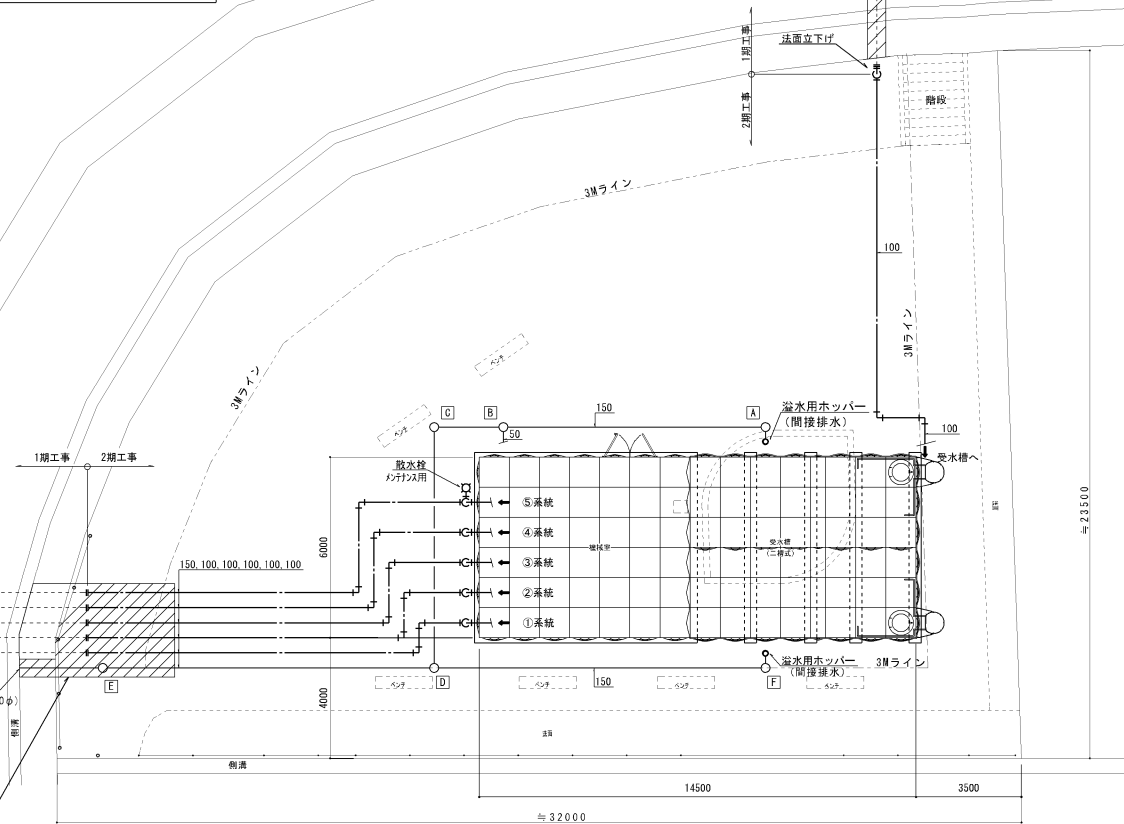 法面立下げ
1期工事
2期工事
階段
3Mライン
100
3Mライン
3Mライン
ベンチ
ベンチ
C
B
150
A
溢水用ホッパー
(間接排水)
50
100
受水槽へ
1期工事
2期工事
散水栓
メンテナンス用
⑤系統
④系統
③系統
②系統
①系統
機械室
受水槽
(二槽式)
6000
≒23500
150,100,100,100,100,100
E
D
150
F
溢水用ホッパー
(間接排水)
3Mライン
ベンチ
ベンチ
ベンチ
ベンチ
4000
0φ)
側溝
側溝
14500
3500
≒32000